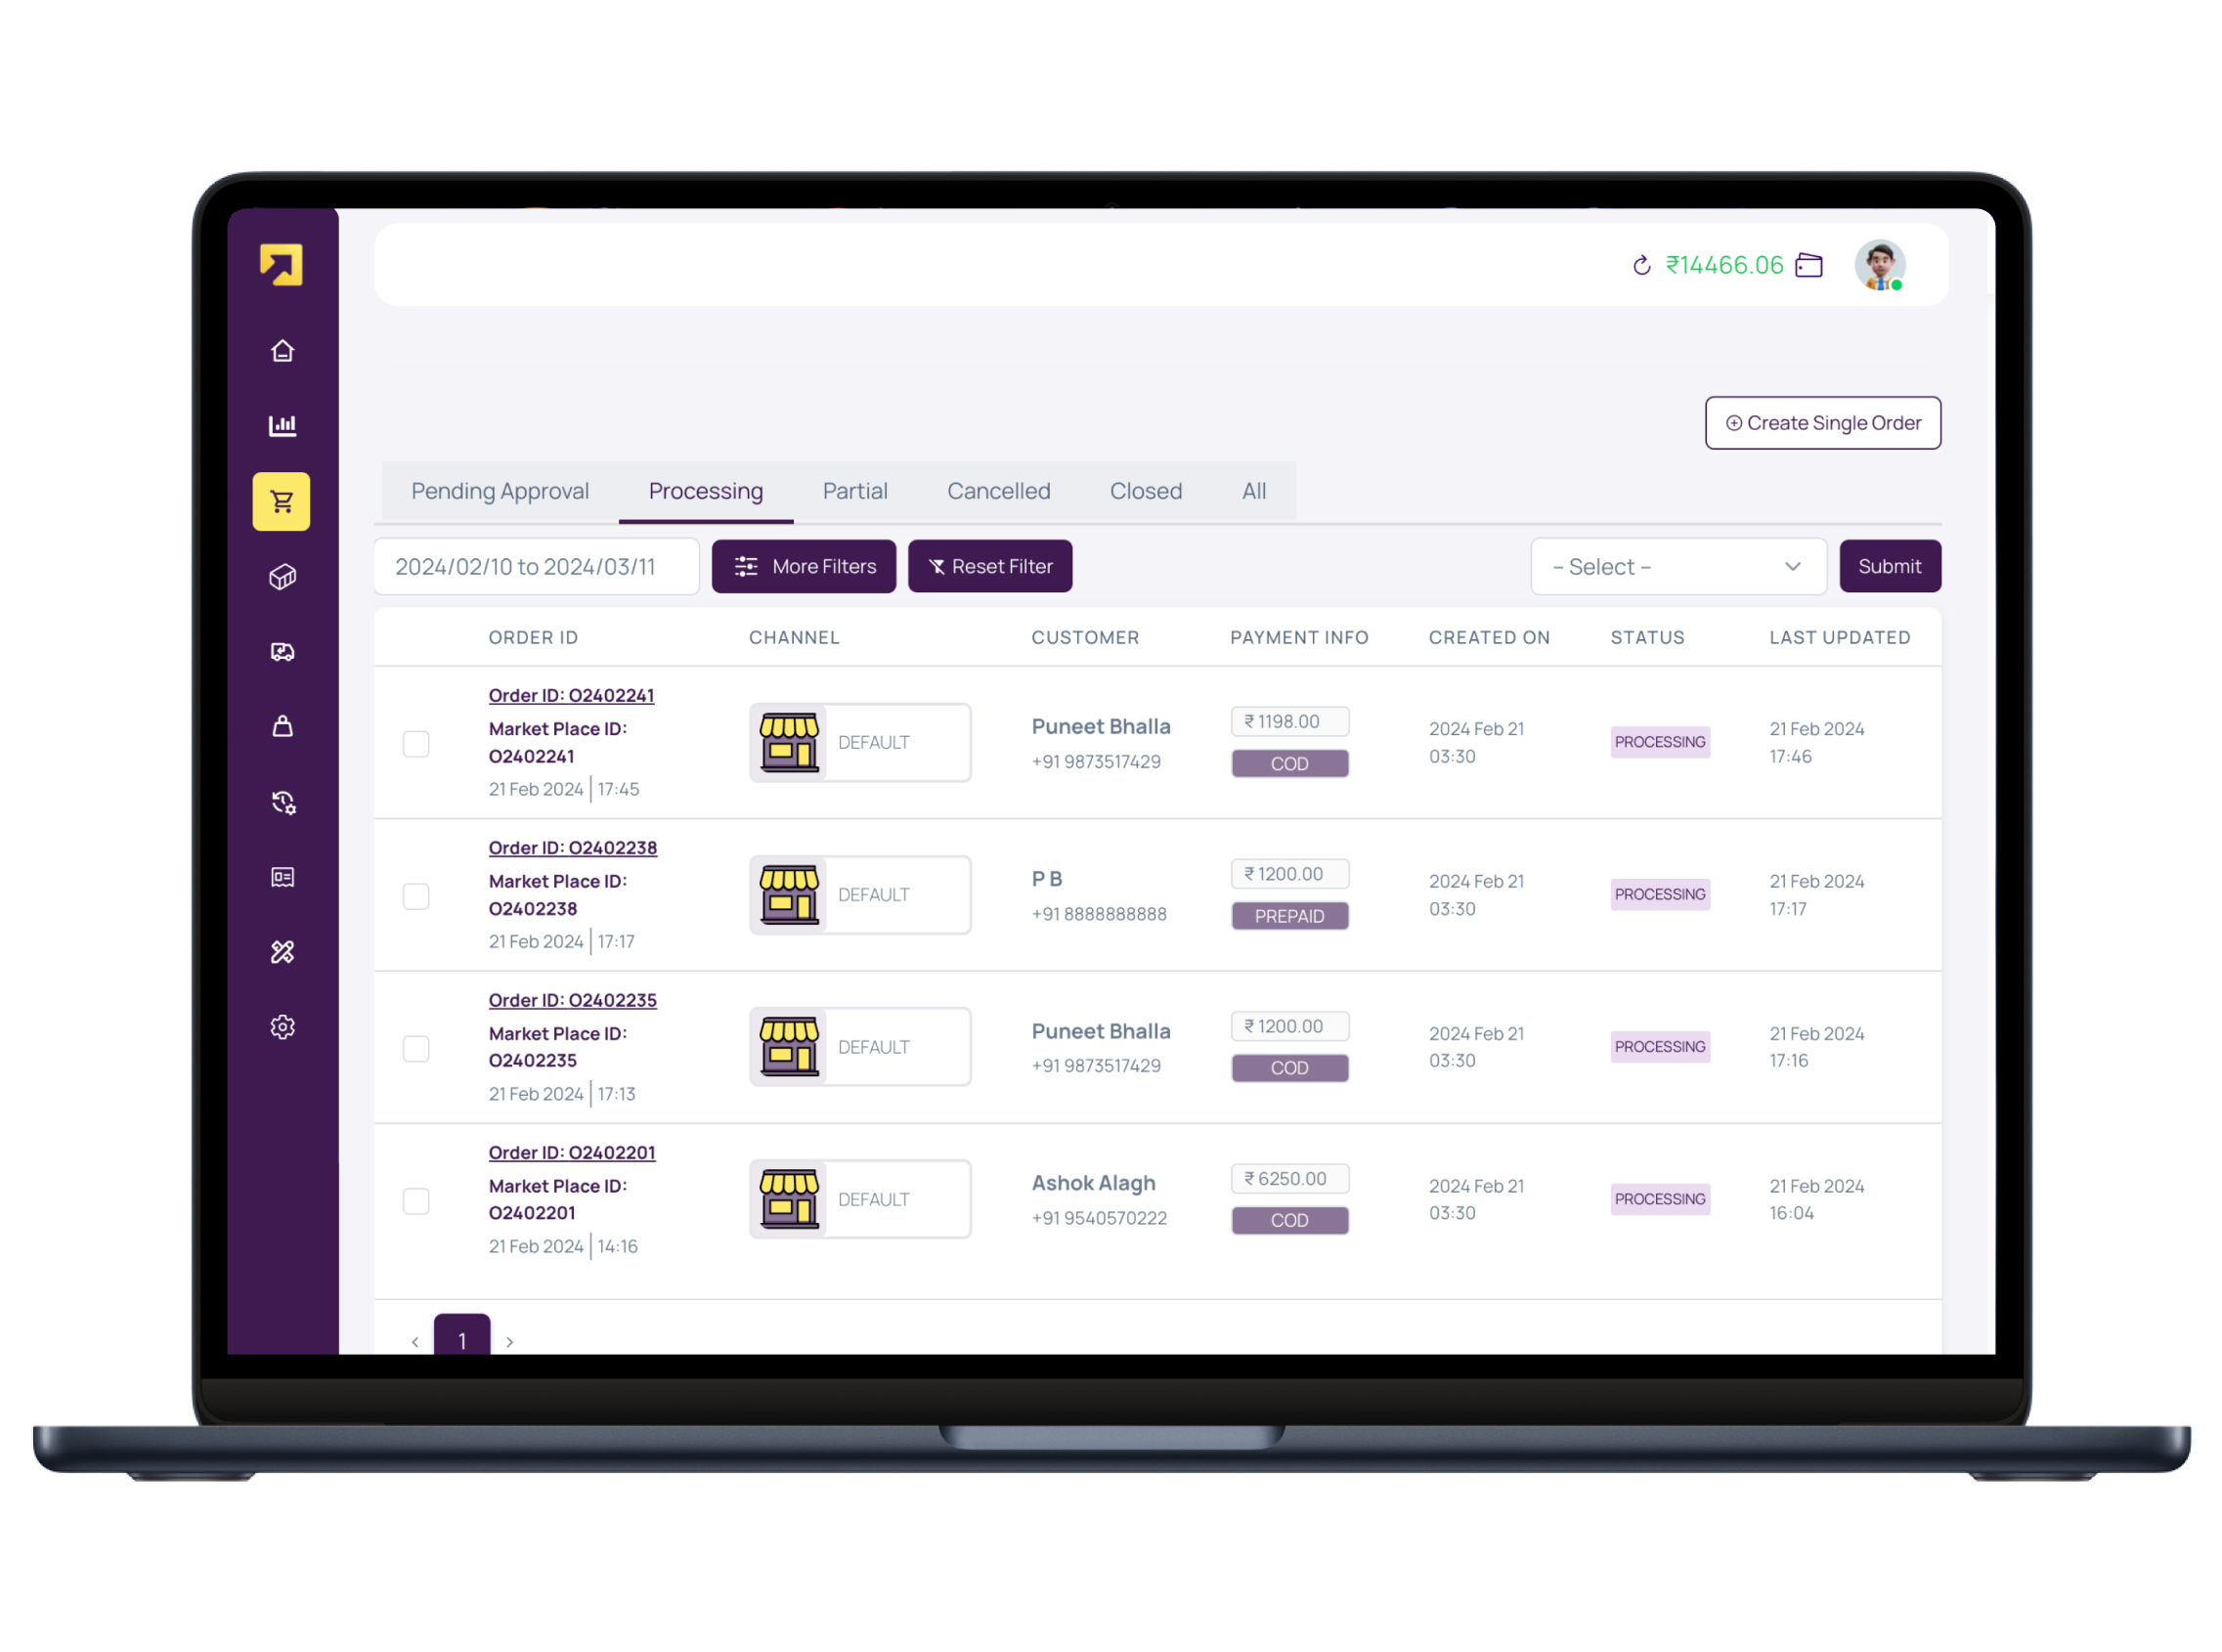 ₹14466.06
Create Single Order
Pending Approval Processing Partial Cancelled Closed All
2024/02/10 to 2024/03/11 More Filters Reset Filter – Select – Submit
ORDER ID CHANNEL CUSTOMER PAYMENT INFO CREATED ON STATUS LAST UPDATED
Order ID: O2402241
Market Place ID:
O2402241
21 Feb 2024 | 17:45
DEFAULT
Puneet Bhalla
+91 9873517429
₹ 1198.00
COD
2024 Feb 21
03:30
PROCESSING
21 Feb 2024
17:46
Order ID: O2402238
Market Place ID:
O2402238
21 Feb 2024 | 17:17
DEFAULT
P B
+91 8888888888
₹ 1200.00
PREPAID
2024 Feb 21
03:30
PROCESSING
21 Feb 2024
17:17
Order ID: O2402235
Market Place ID:
O2402235
21 Feb 2024 | 17:13
DEFAULT
Puneet Bhalla
+91 9873517429
₹ 1200.00
COD
2024 Feb 21
03:30
PROCESSING
21 Feb 2024
17:16
Order ID: O2402201
Market Place ID:
O2402201
21 Feb 2024 | 14:16
DEFAULT
Ashok Alagh
+91 9540570222
₹ 6250.00
COD
2024 Feb 21
03:30
PROCESSING
21 Feb 2024
16:04
< 1 >